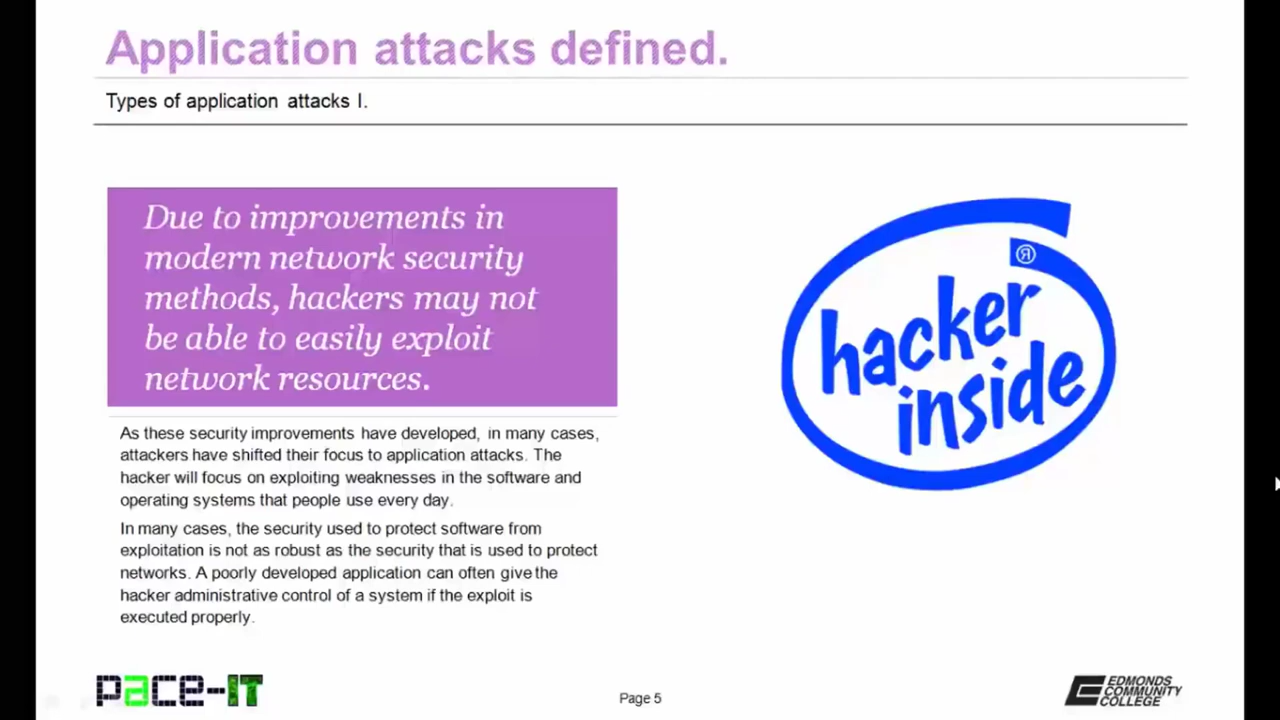 Application attacks defined.
Types of application attacks I.
Due to improvements in
modern network security
methods, hackers may not
be able to easily exploit
network resources.
As these security improvements have developed, in many cases,
attackers have shifted their focus to application attacks. The
hacker will focus on exploiting weaknesses in the software and
operating systems that people use every day.
In many cases, the security used to protect software from
exploitation is not as robust as the security that is used to protect
networks. A poorly developed application can often give the
hacker administrative control of a system if the exploit is
executed properly.
®
hacker
inside
pace-IT
Page 5
EDMONDS
COMMUNITY
COLLEGE